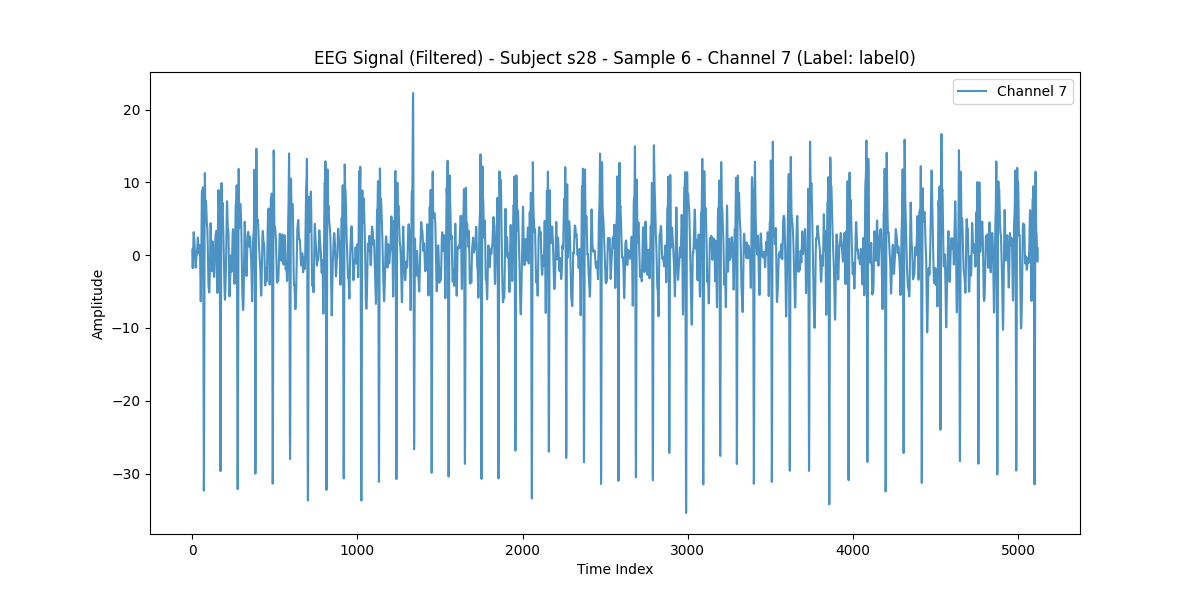 EEG Signal (Filtered) - Subject s28 - Sample 6 - Channel 7 (Label: label0)
Channel 7
20
10
0
−10
−20
−30
Amplitude
0 1000 2000 3000 4000 5000
Time Index